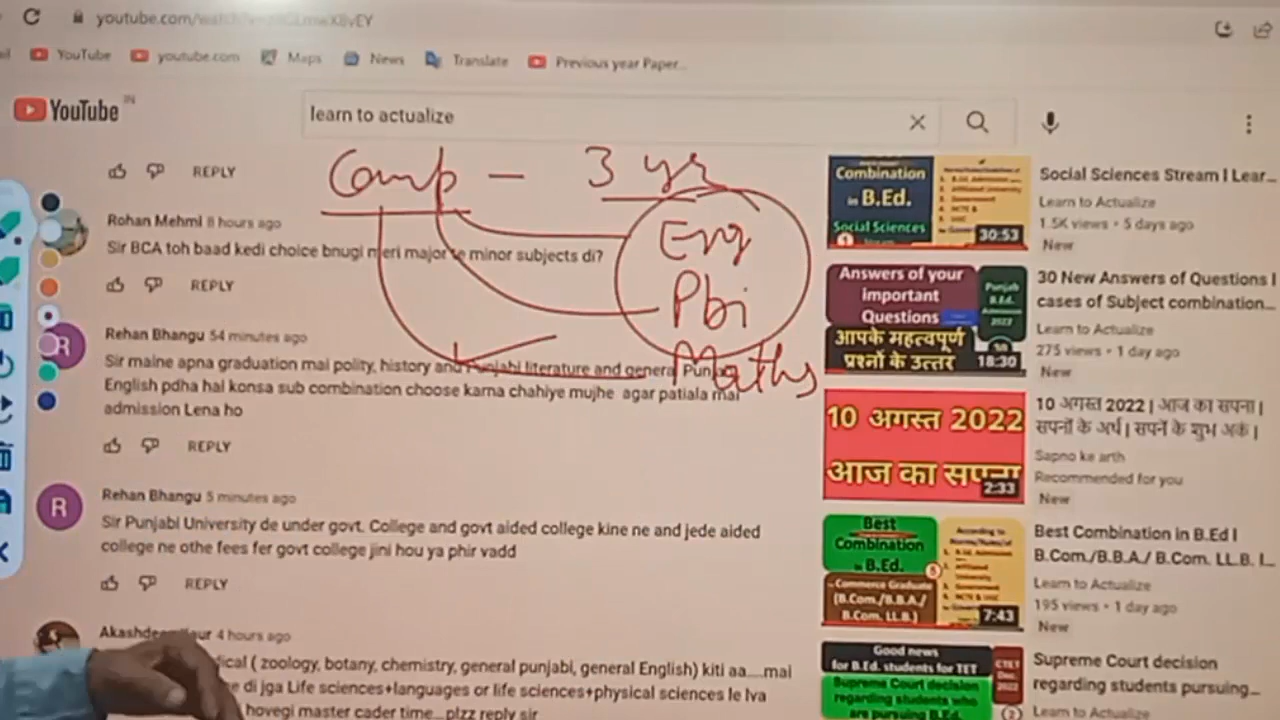 youtube.com/
YouTube
youtube.com
Maps
News
Translate
Previous year Paper...
YouTube IN
learn to actualize
REPLY
Comp - 3 yr
Eng
Pbi
Maths
Rohan Mehmi 8 hours ago
Sir BCA toh baad kedi choice bnugi meri major te minor subjects di?
REPLY
Rehan Bhangu 54 minutes ago
Sir maine apna graduation mai polity, history and Punjabi literature and general
English pdha hai konsa sub combination choose karna chahiye mujhe agar patiala mai
admission Lena ho
REPLY
R
Rehan Bhangu 5 minutes ago
Sir Punjabi University de under govt. College and govt aided college kine ne and jede aided
college ne othe fees fer govt college jini hou ya phir vadd
REPLY
4 hours ago
( zoology, botany, chemistry, general punjabi, general English) kiti aa....mai
di jga Life sciences+languages or life sciences+physical sciences le lva
hovegi master cader time...plzz reply sir
Combination
in B.Ed.
Social Sciences
30:53
Social Sciences Stream I Lear...
Learn to Actualize
1.5K views • 5 days ago
New
Answers of your
important
Questions
Punjab
B.Ed.
2022
आपके महत्वपूर्ण
प्रश्नों के उत्तर
18:30
30 New Answers of Questions I
cases of Subject combination...
Learn to Actualize
275 views • 1 day ago
New
10 अगस्त 2022
आज का सपना
2:33
10 अगस्त 2022 | आज का सपना |
सपनों के अर्थ | सपनें के शुभ अंक |
Sapno ke arth
Recommended for you
New
Best
Combination
in B.Ed.
Commerce Graduate
(B.Com./B.B.A./
B.Com. LL.B.)
According to
7:43
Best Combination in B.Ed I
B.Com./B.B.A./ B.Com. LL.B. I...
Learn to Actualize
195 views • 1 day ago
New
Good news
for B.Ed. students for TET
Supreme Court decision
regarding students who
are pursuing B.Ed.
CTET
Dec.
2022
Supreme Court decision
regarding students pursuing...
Learn to Actualize